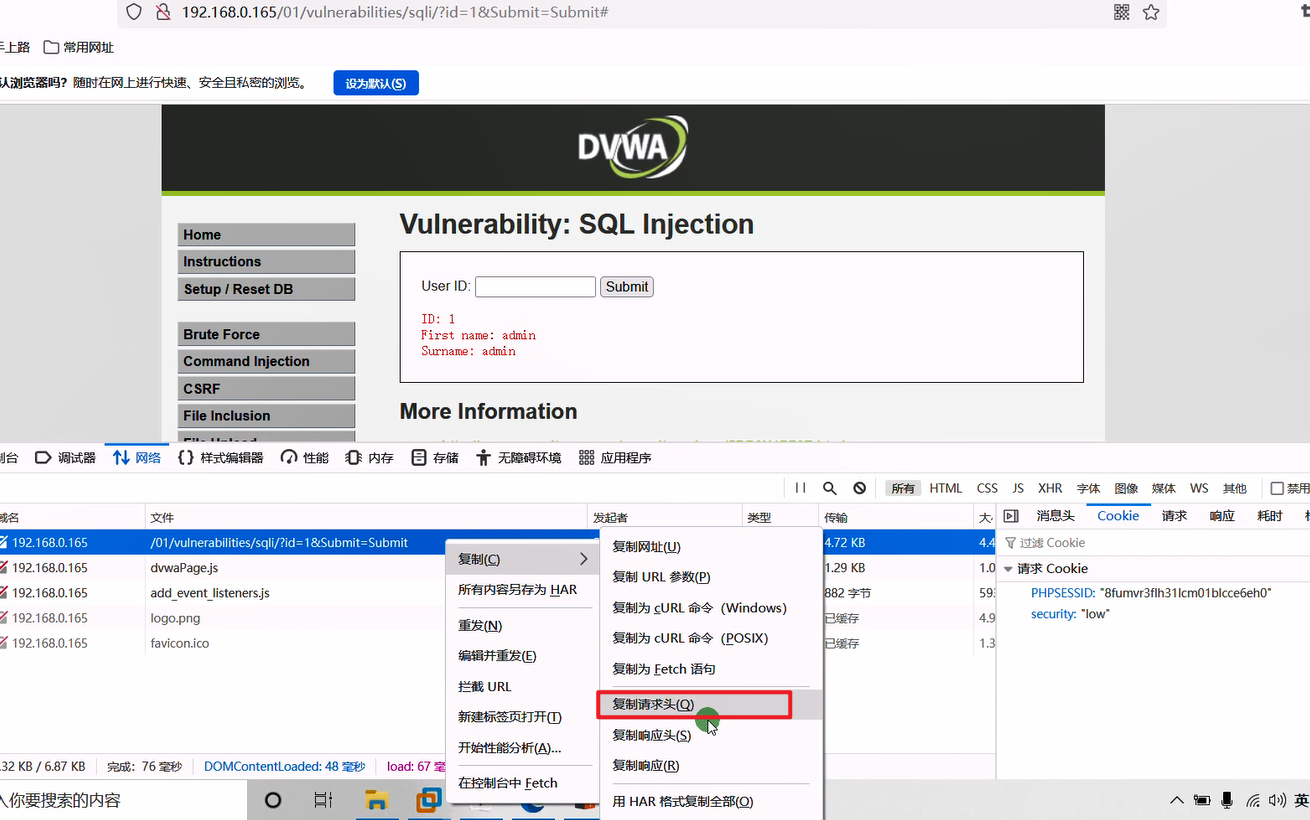 192.168.0.165/01/vulnerabilities/sqli/?id=1&Submit=Submit#
手上路 常用网址
认浏览器吗? 随时在网上进行快速、安全且私密的浏览。 设为默认(S)
DVWA
Vulnerability: SQL Injection
Home
Instructions
Setup / Reset DB
Brute Force
Command Injection
CSRF
File Inclusion
File Upload
User ID: Submit
ID: 1
First name: admin
Surname: admin
More Information
制台 调试器 网络 样式编辑器 性能 内存 存储 无障碍环境 应用程序
所有 HTML CSS JS XHR 字体 图像 媒体 WS 其他 禁用
域名 文件 发起者 类型 传输 大
192.168.0.165 /01/vulnerabilities/sqli/?id=1&Submit=Submit 4.72 KB 4.4
192.168.0.165 dvwaPage.js 1.29 KB 1.0
192.168.0.165 add_event_listeners.js 882 字节 593
192.168.0.165 logo.png 已缓存 4.9
192.168.0.165 favicon.ico 已缓存 1.3
复制(C)
所有内容另存为 HAR
重发(N)
编辑并重发(E)
拦截 URL
新建标签页打开(T)
开始性能分析(A)...
在控制台中 Fetch
复制网址(U)
复制 URL 参数(P)
复制为 cURL 命令（Windows）
复制为 cURL 命令（POSIX）
复制为 Fetch 语句
复制请求头(Q)
复制响应头(S)
复制响应(R)
用 HAR 格式复制全部(O)
消息头 Cookie 请求 响应 耗时
过滤 Cookie
请求 Cookie
PHPSESSID: "8fumvr3flh31lcm01blcce6eh0"
security: "low"
.32 KB / 6.87 KB 完成：76 毫秒 DOMContentLoaded: 48 毫秒 load: 67 毫
入你要搜索的内容
英